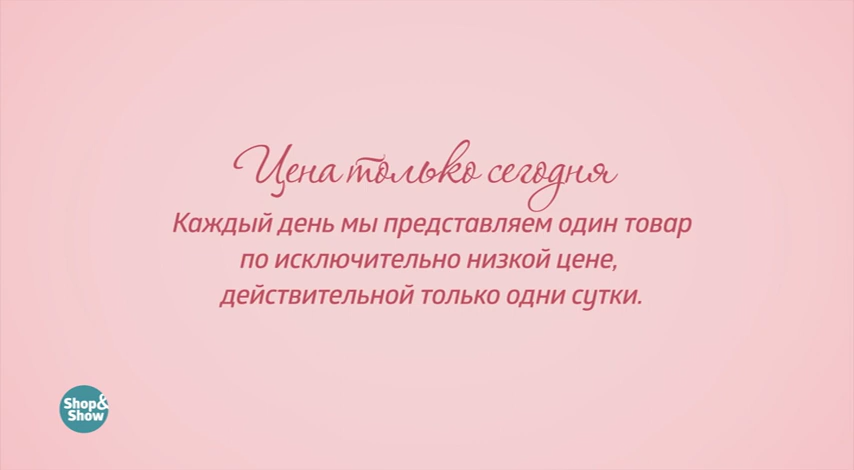 Цена только сегодня
Каждый день мы представляем один товар
по исключительно низкой цене,
действительной только одни сутки.
Shop&
Show